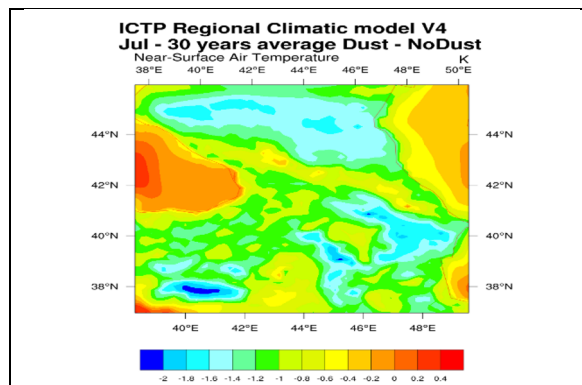 ICTP Regional Climatic model V4
Jul - 30 years average Dust - NoDust
Near-Surface Air Temperature K
38°E 40°E 42°E 44°E 46°E 48°E 50°E
44°N 44°N
42°N 42°N
40°N 40°N
38°N 38°N
40°E 42°E 44°E 46°E 48°E
-2 -1.8 -1.6 -1.4 -1.2 -1 -0.8 -0.6 -0.4 -0.2 0 0.2 0.4